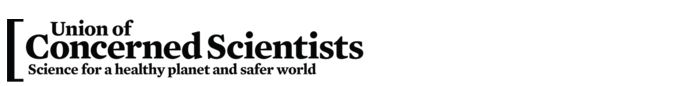 Union of
Concerned Scientists
Science for a healthy planet and safer world